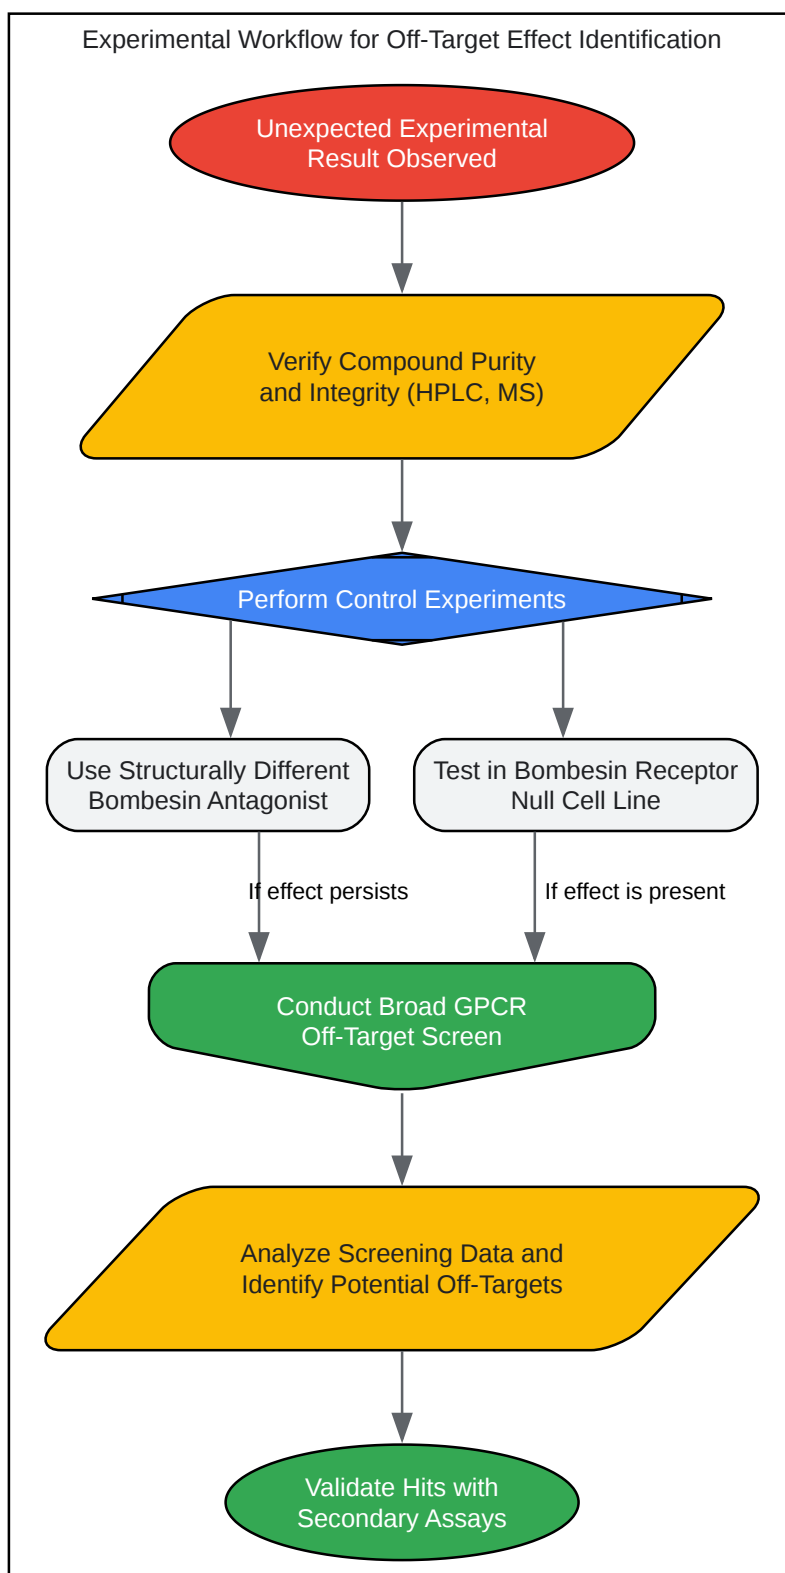 Experimental Workflow for Off-Target Effect Identification
Unexpected Experimental
Result Observed
Verify Compound Purity
and Integrity (HPLC, MS)
Perform Control Experiments
Use Structurally Different
Bombesin Antagonist
Test in Bombesin Receptor
Null Cell Line
If effect persists
If effect is present
Conduct Broad GPCR
Off-Target Screen
Analyze Screening Data and
Identify Potential Off-Targets
Validate Hits with
Secondary Assays